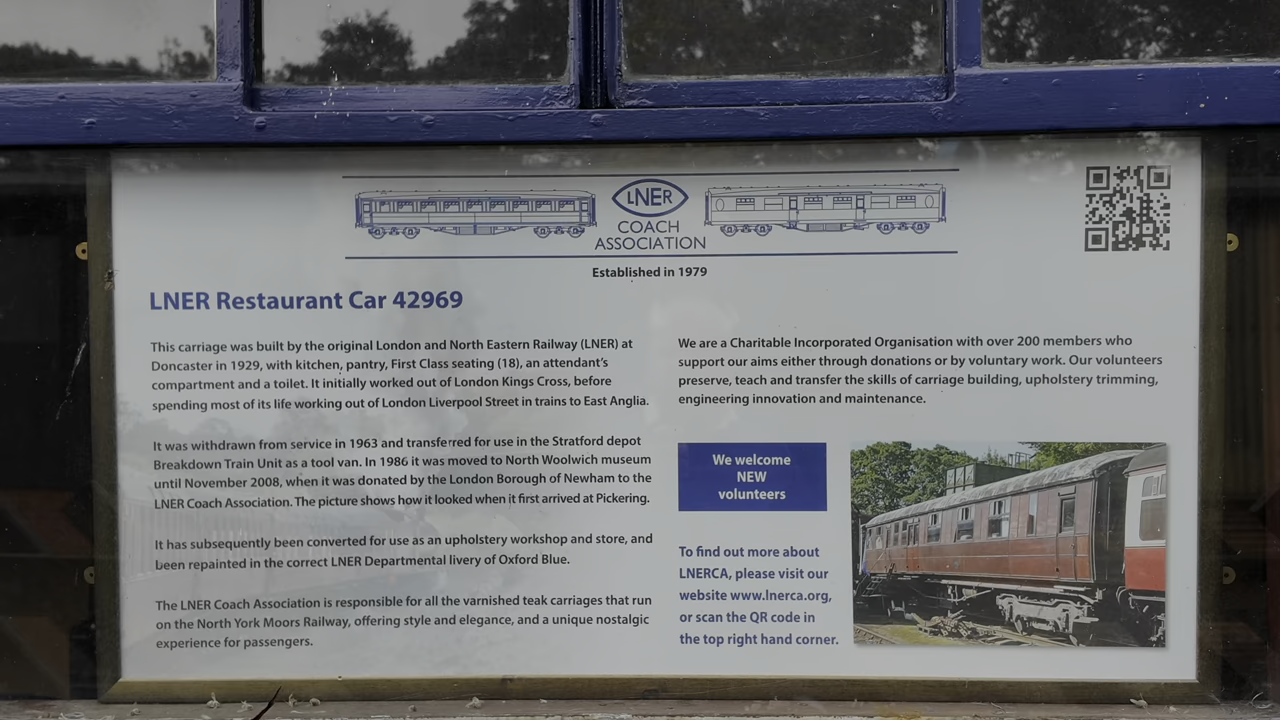 LNER
COACH
ASSOCIATION
Established in 1979
LNER Restaurant Car 42969
This carriage was built by the original London and North Eastern Railway (LNER) at
Doncaster in 1929, with kitchen, pantry, First Class seating (18), an attendant's
compartment and a toilet. It initially worked out of London Kings Cross, before
spending most of its life working out of London Liverpool Street in trains to East Anglia.
It was withdrawn from service in 1963 and transferred for use in the Stratford depot
Breakdown Train Unit as a tool van. In 1986 it was moved to North Woolwich museum
until November 2008, when it was donated by the London Borough of Newham to the
LNER Coach Association. The picture shows how it looked when it first arrived at Pickering.
It has subsequently been converted for use as an upholstery workshop and store, and
been repainted in the correct LNER Departmental livery of Oxford Blue.
The LNER Coach Association is responsible for all the varnished teak carriages that run
on the North York Moors Railway, offering style and elegance, and a unique nostalgic
experience for passengers.
We are a Charitable Incorporated Organisation with over 200 members who
support our aims either through donations or by voluntary work. Our volunteers
preserve, teach and transfer the skills of carriage building, upholstery trimming,
engineering innovation and maintenance.
We welcome
NEW
volunteers
To find out more about
LNERCA, please visit our
website www.lnerca.org,
or scan the QR code in
the top right hand corner.